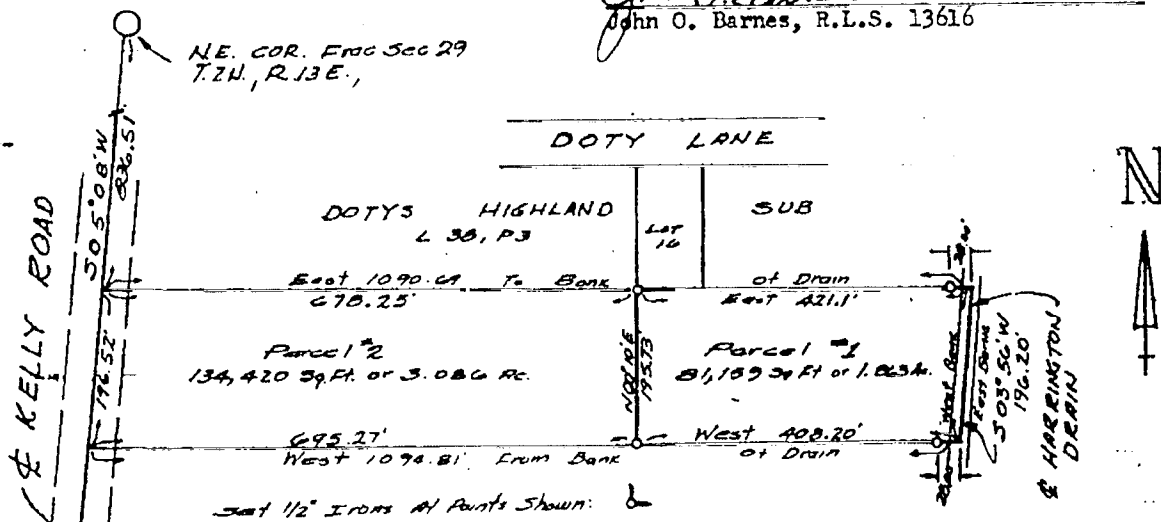 John O. Barnes, R.L.S. 13616
N.E. COR. Frac Sec 29
T.2N., R.13E.,
DOTY LANE
N
DOTYS HIGHLAND SUB
L 38, P3
LOT
16
S 05°08'W
836.51'
℄ KELLY ROAD
East 1090.69 To Bank of Drain
678.25'
East 421.1'
Parcel #2
134,420 Sq.Ft. or 3.086 Ac.
196.52'
195.73
Parcel #1
81,159 Sq Ft or 1.863 Ac.
West Bank
East Bank
S 03°56'W
196.20'
℄ HARRINGTON
DRAIN
695.27'
West 1094.81' From Bank of Drain
West 408.20'
Set 1/2" Irons At Points Shown: